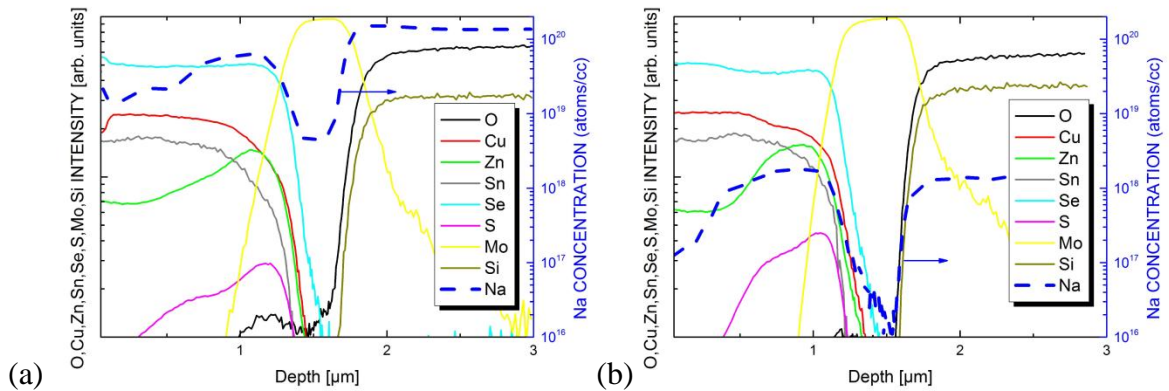 O,Cu,Zn,Sn,Se,S,Mo,Si INTENSITY [arb. units]
O
Cu
Zn
Sn
Se
S
Mo
Si
Na
10^20
10^19
10^18
10^17
10^16
Na CONCENTRATION (atoms/cc)
1
2
3
Depth [µm]
(a)
O,Cu,Zn,Sn,Se,S,Mo,Si INTENSITY [arb. units]
O
Cu
Zn
Sn
Se
S
Mo
Si
Na
10^20
10^19
10^18
10^17
10^16
Na CONCENTRATION (atoms/cc)
1
2
3
Depth [µm]
(b)